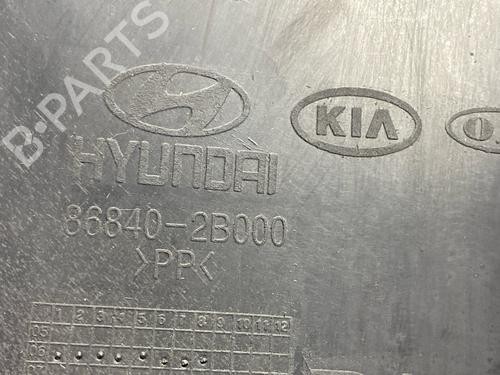 B-PARTS
KIA
HYUNDAI
86840-2B000
>PP<
1 2 3 4 5 6 7 8 9 10 11 12
05
06